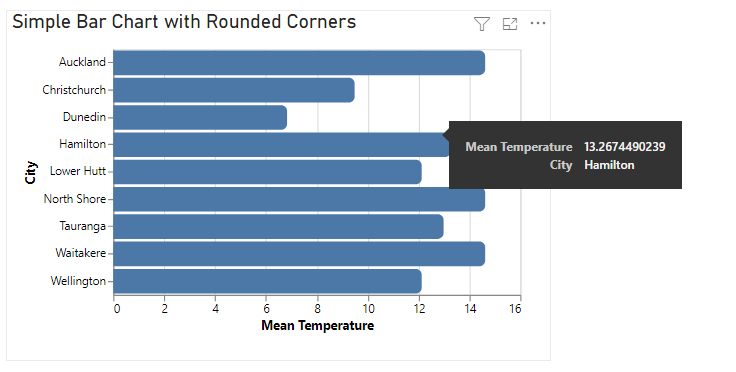 Simple Bar Chart with Rounded Corners
Auckland
Christchurch
Dunedin
Hamilton
Lower Hutt
North Shore
Tauranga
Waitakere
Wellington
City
Mean Temperature 13.2674490239
City Hamilton
0 2 4 6 8 10 12 14 16
Mean Temperature